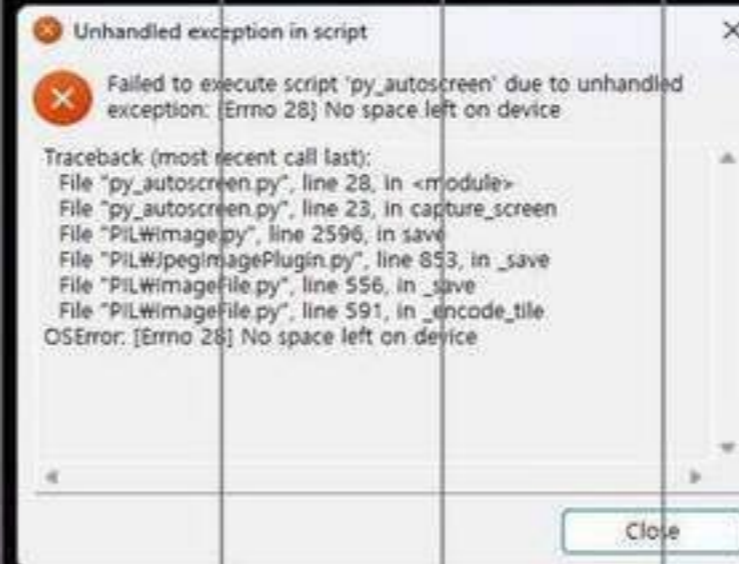 Unhandled exception in script
Failed to execute script 'py_autoscreen' due to unhandled
exception: [Errno 28] No space left on device
Traceback (most recent call last):
File "py_autoscreen.py", line 28, in <module>
File "py_autoscreen.py", line 23, in capture_screen
File "PIL₩Image.py", line 2596, in save
File "PIL₩JpegImagePlugin.py", line 853, in _save
File "PIL₩ImageFile.py", line 556, in _save
File "PIL₩ImageFile.py", line 591, in _encode_tile
OSError: [Errno 28] No space left on device
Close